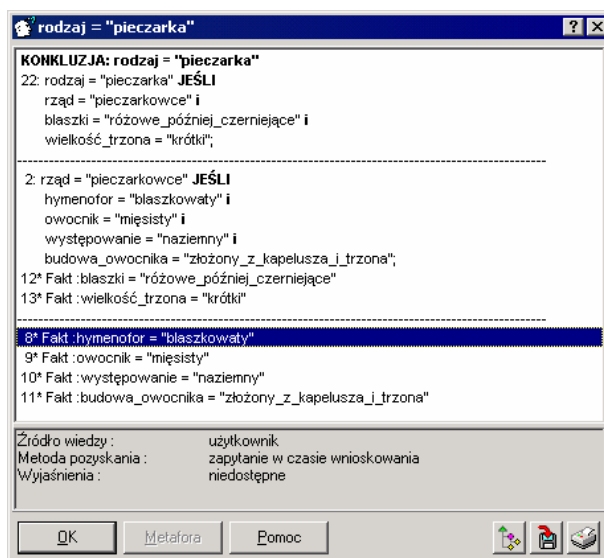 rodzaj = "pieczarka"
KONKLUZJA: rodzaj = "pieczarka"
22: rodzaj = "pieczarka" JEŚLI
rząd = "pieczarkowce" i
blaszki = "różowe_później_czerniejące" i
wielkość_trzona = "krótki";
2: rząd = "pieczarkowce" JEŚLI
hymenofor = "blaszkowaty" i
owocnik = "mięsisty" i
występowanie = "naziemny" i
budowa_owocnika = "złożony_z_kapelusza_i_trzona";
12* Fakt :blaszki = "różowe_później_czerniejące"
13* Fakt :wielkość_trzona = "krótki"
8* Fakt :hymenofor = "blaszkowaty"
9* Fakt :owocnik = "mięsisty"
10* Fakt :występowanie = "naziemny"
11* Fakt :budowa_owocnika = "złożony_z_kapelusza_i_trzona"
Źródło wiedzy : użytkownik
Metoda pozyskania : zapytanie w czasie wnioskowania
Wyjaśnienia : niedostępne
OK Metafora Pomoc